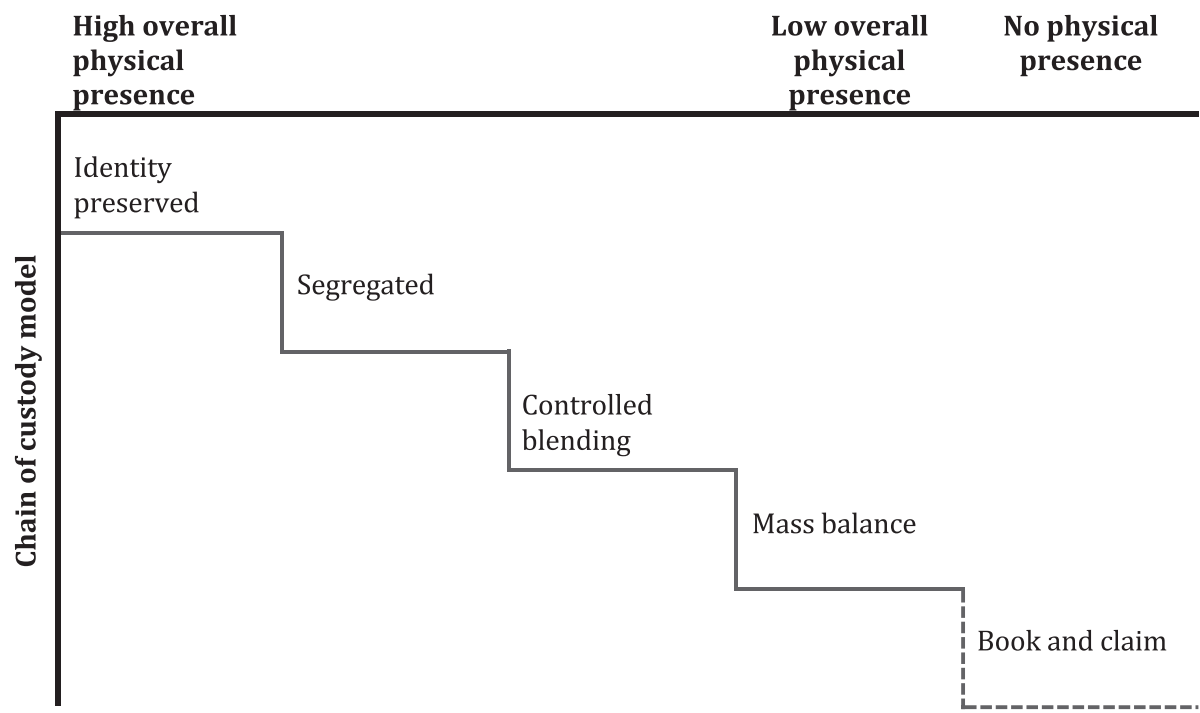 High overall
physical
presence
Low overall
physical
presence
No physical
presence
Chain of custody model
Identity
preserved
Segregated
Controlled
blending
Mass balance
Book and claim